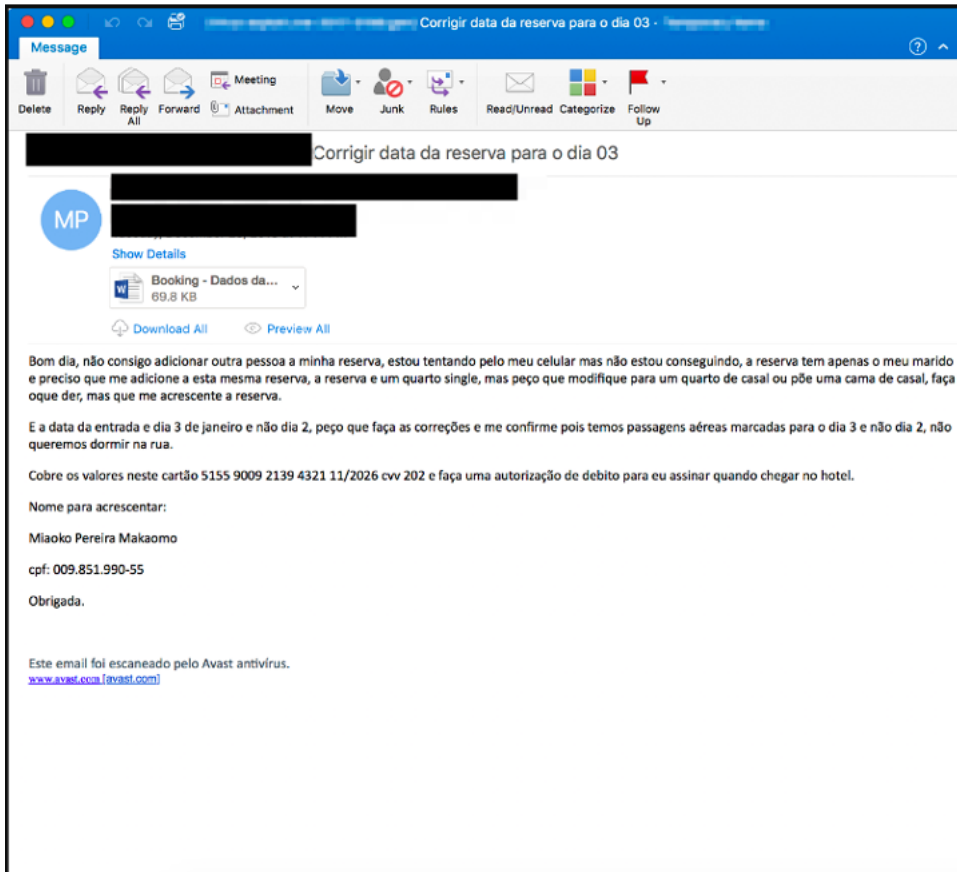 Corrigir data da reserva para o dia 03 -
Message
Delete
Reply
Reply All
Forward
Meeting
Attachment
Move
Junk
Rules
Read/Unread
Categorize
Follow Up
Corrigir data da reserva para o dia 03
MP
Show Details
Booking - Dados da...
69.8 KB
Download All
Preview All
Bom dia, não consigo adicionar outra pessoa a minha reserva, estou tentando pelo meu celular mas não estou conseguindo, a reserva tem apenas o meu marido
e preciso que me adicione a esta mesma reserva, a reserva e um quarto single, mas peço que modifique para um quarto de casal ou põe uma cama de casal, faça
oque der, mas que me acrescente a reserva.
E a data da entrada e dia 3 de janeiro e não dia 2, peço que faça as correções e me confirme pois temos passagens aéreas marcadas para o dia 3 e não dia 2, não
queremos dormir na rua.
Cobre os valores neste cartão 5155 9009 2139 4321 11/2026 cvv 202 e faça uma autorização de debito para eu assinar quando chegar no hotel.
Nome para acrescentar:
Miaoko Pereira Makaomo
cpf: 009.851.990-55
Obrigada.
Este email foi escaneado pelo Avast antivírus.
www.avast.com [avast.com]